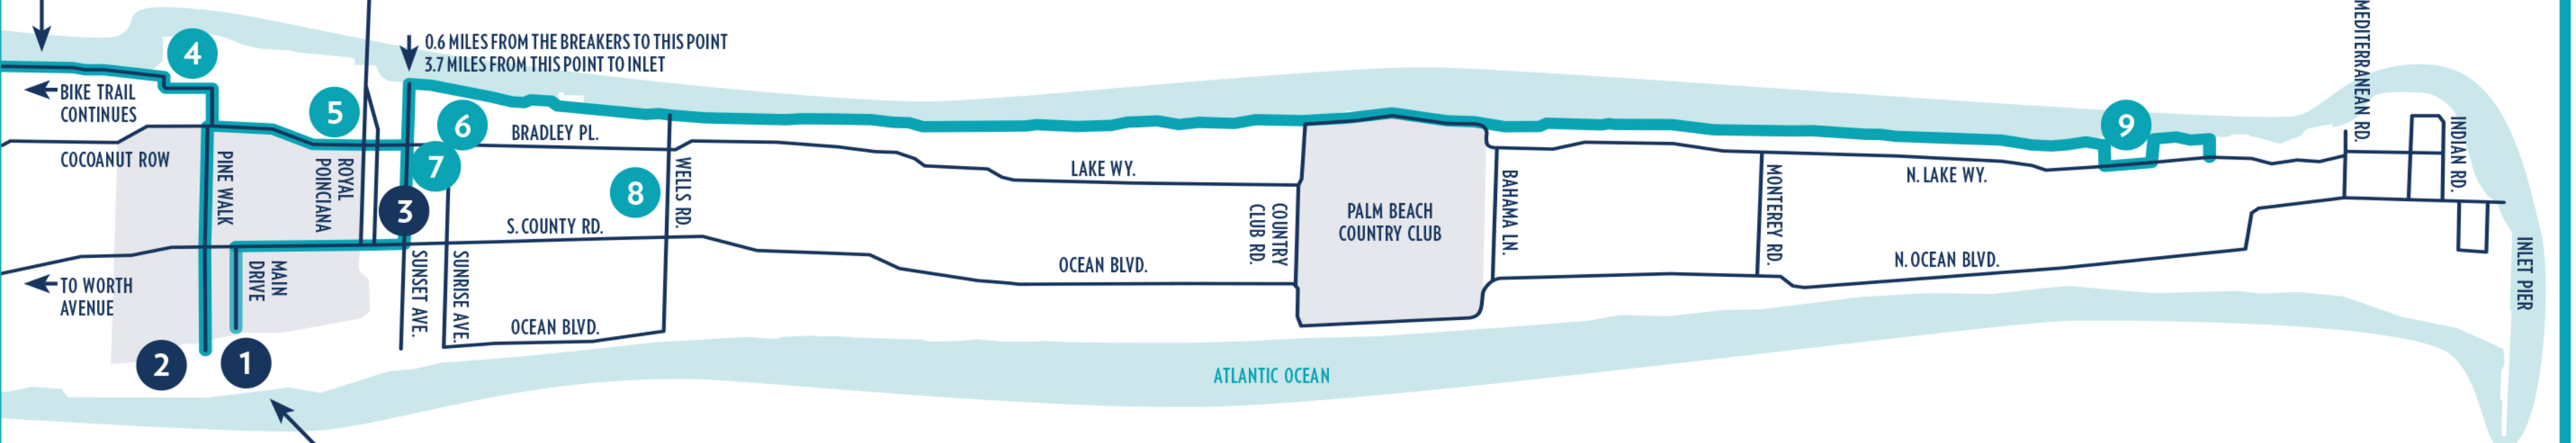 0.6 MILES FROM THE BREAKERS TO THIS POINT
3.7 MILES FROM THIS POINT TO INLET
4
BIKE TRAIL
CONTINUES
5
6
7
BRADLEY PL.
COCOANUT ROW
PINE WALK
ROYAL
POINCIANA
3
8
WELLS RD.
S. COUNTY RD.
TO WORTH
AVENUE
MAIN
DRIVE
SUNSET AVE.
SUNRISE AVE.
OCEAN BLVD.
2
1
LAKE WY.
OCEAN BLVD.
COUNTRY
CLUB RD.
PALM BEACH
COUNTRY CLUB
BAHAMA LN.
MONTEREY RD.
9
N. LAKE WY.
N. OCEAN BLVD.
MEDITERRANEAN RD.
INDIAN RD.
INLET PIER
ATLANTIC OCEAN